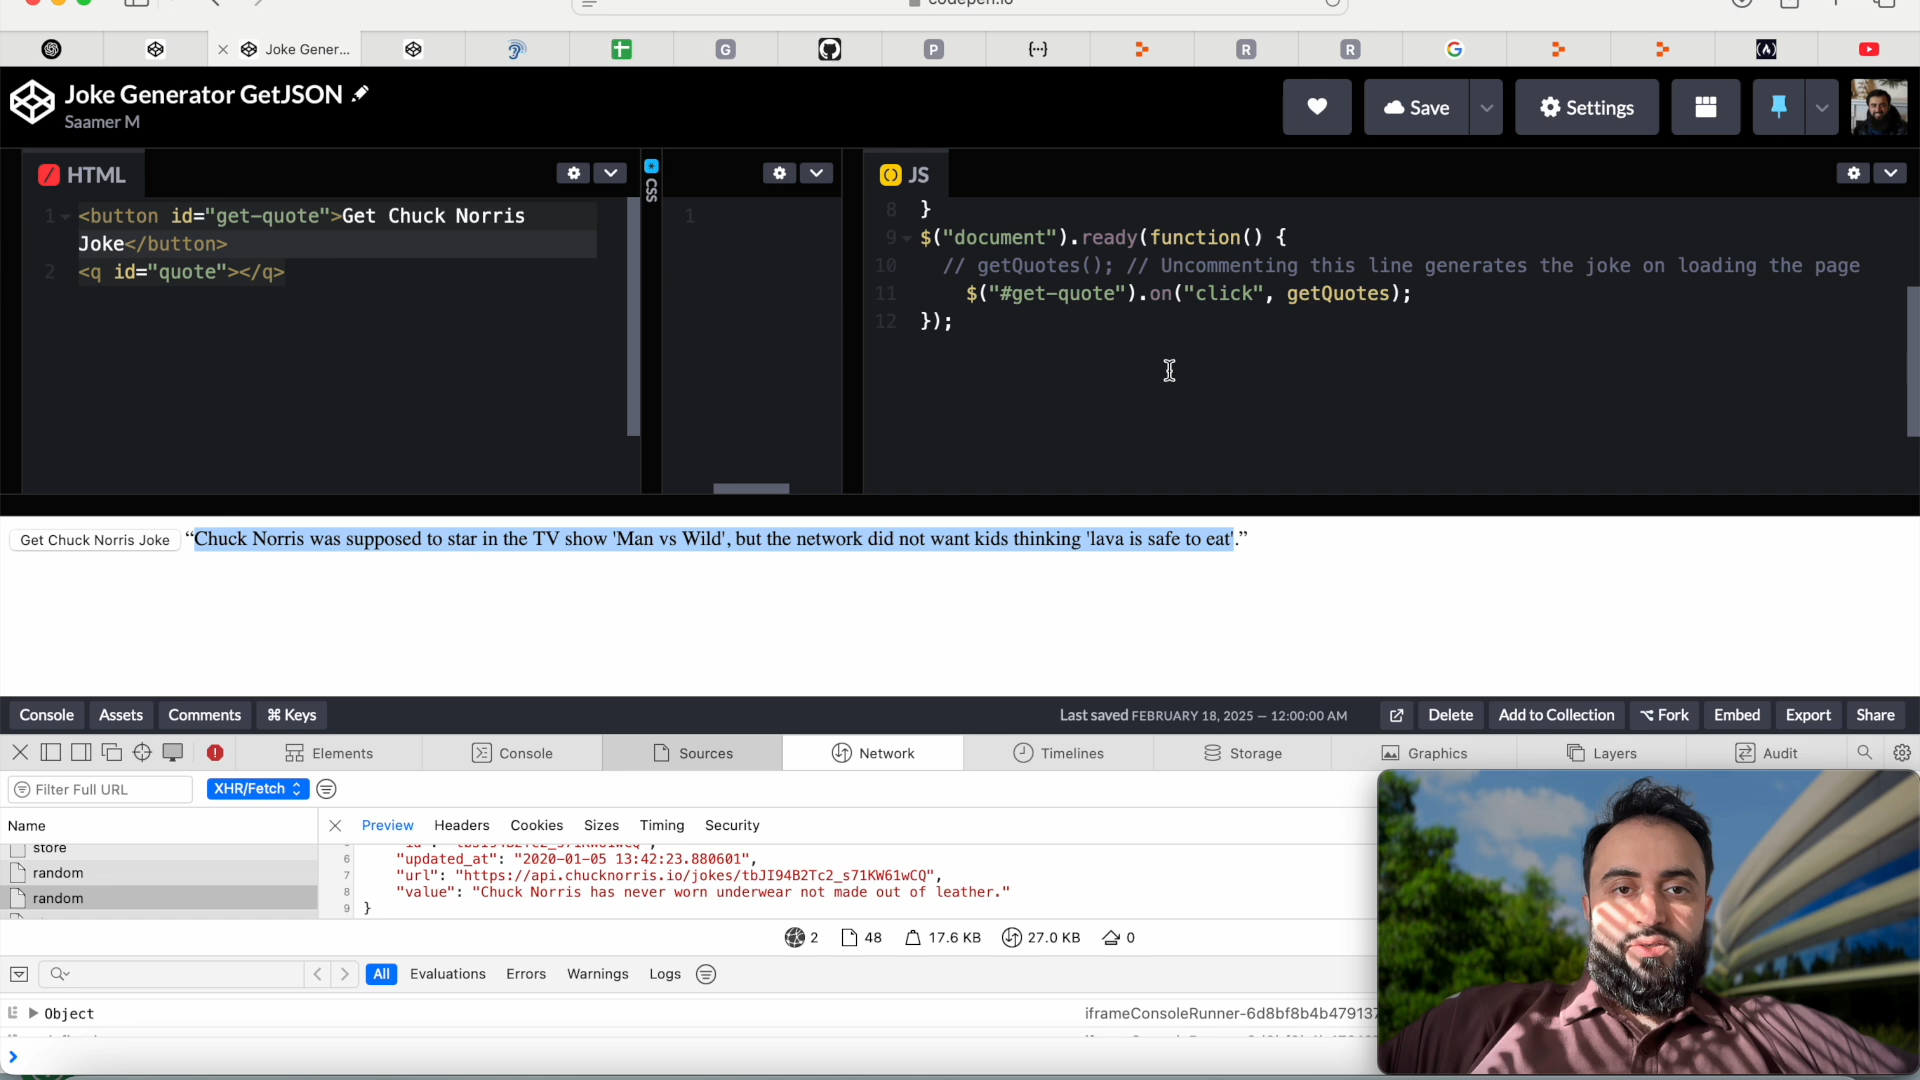 Joke Gener...
G
P
R
R
Joke Generator GetJSON
Saamer M
Save
Settings
HTML
CSS
JS
1 <button id="get-quote">Get Chuck Norris
Joke</button>
2 <q id="quote"></q>
1
8 }
9 $("document").ready(function() {
10 // getQuotes(); // Uncommenting this line generates the joke on loading the page
11 $("#get-quote").on("click", getQuotes);
12 });
Get Chuck Norris Joke “Chuck Norris was supposed to star in the TV show 'Man vs Wild', but the network did not want kids thinking 'lava is safe to eat'.”
Console Assets Comments ⌘ Keys Last saved FEBRUARY 18, 2025 — 12:00:00 AM Delete Add to Collection Fork Embed Export Share
Elements Console Sources Network Timelines Storage Graphics Layers Audit
Filter Full URL XHR/Fetch
Name Preview Headers Cookies Sizes Timing Security
store
random
random
6 "updated_at": "2020-01-05 13:42:23.880601",
7 "url": "https://api.chucknorris.io/jokes/tbJI94B2Tc2_s71KW61wCQ",
8 "value": "Chuck Norris has never worn underwear not made out of leather."
9 }
2 48 17.6 KB 27.0 KB 0
All Evaluations Errors Warnings Logs
Object iframeConsoleRunner-6d8bf8b4b479137